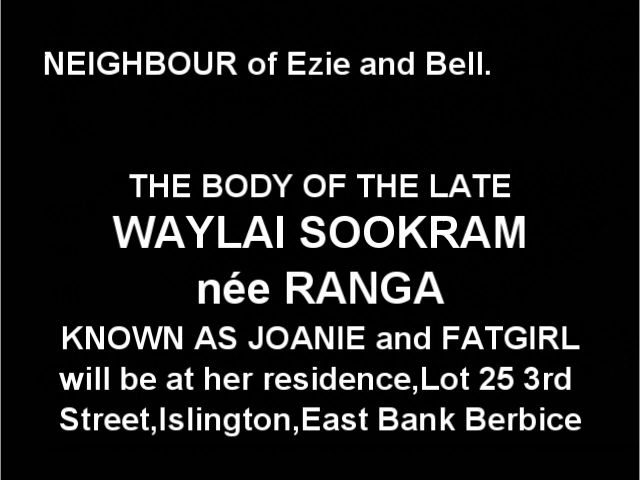 NEIGHBOUR of Ezie and Bell.
THE BODY OF THE LATE
WAYLAI SOOKRAM
née RANGA
KNOWN AS JOANIE and FATGIRL
will be at her residence,Lot 25 3rd
Street,Islington,East Bank Berbice